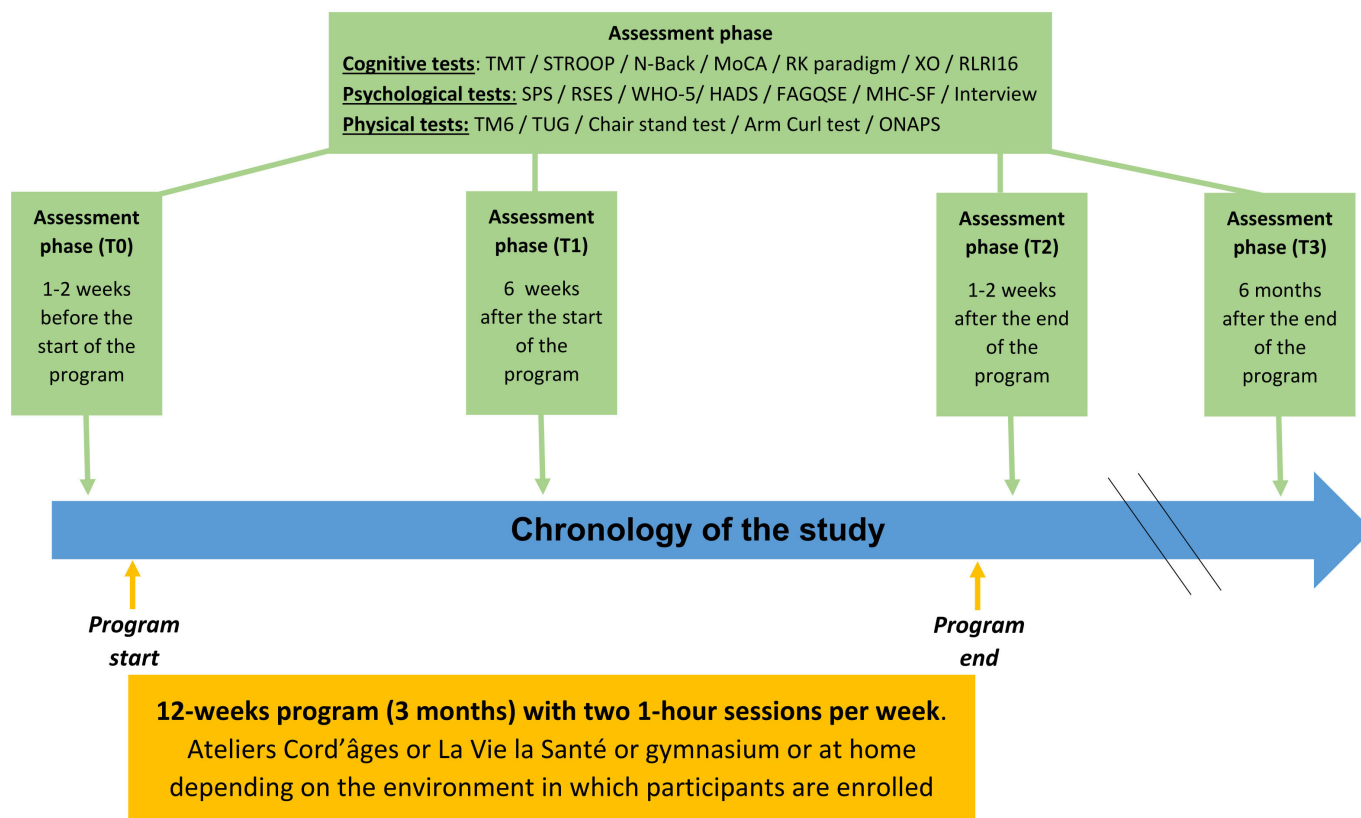 Assessment phase
Cognitive tests: TMT / STROOP / N-Back / MoCA / RK paradigm / XO / RLRI16
Psychological tests: SPS / RSES / WHO-5/ HADS / FAGQSE / MHC-SF / Interview
Physical tests: TM6 / TUG / Chair stand test / Arm Curl test / ONAPS
Assessment
phase (T0)
1-2 weeks
before the
start of the
program
Assessment
phase (T1)
6 weeks
after the start
of the
program
Assessment
phase (T2)
1-2 weeks
after the end
of the
program
Assessment
phase (T3)
6 months
after the end
of the
program
Chronology of the study
Program
start
Program
end
12-weeks program (3 months) with two 1-hour sessions per week.
Ateliers Cord’âges or La Vie la Santé or gymnasium or at home
depending on the environment in which participants are enrolled